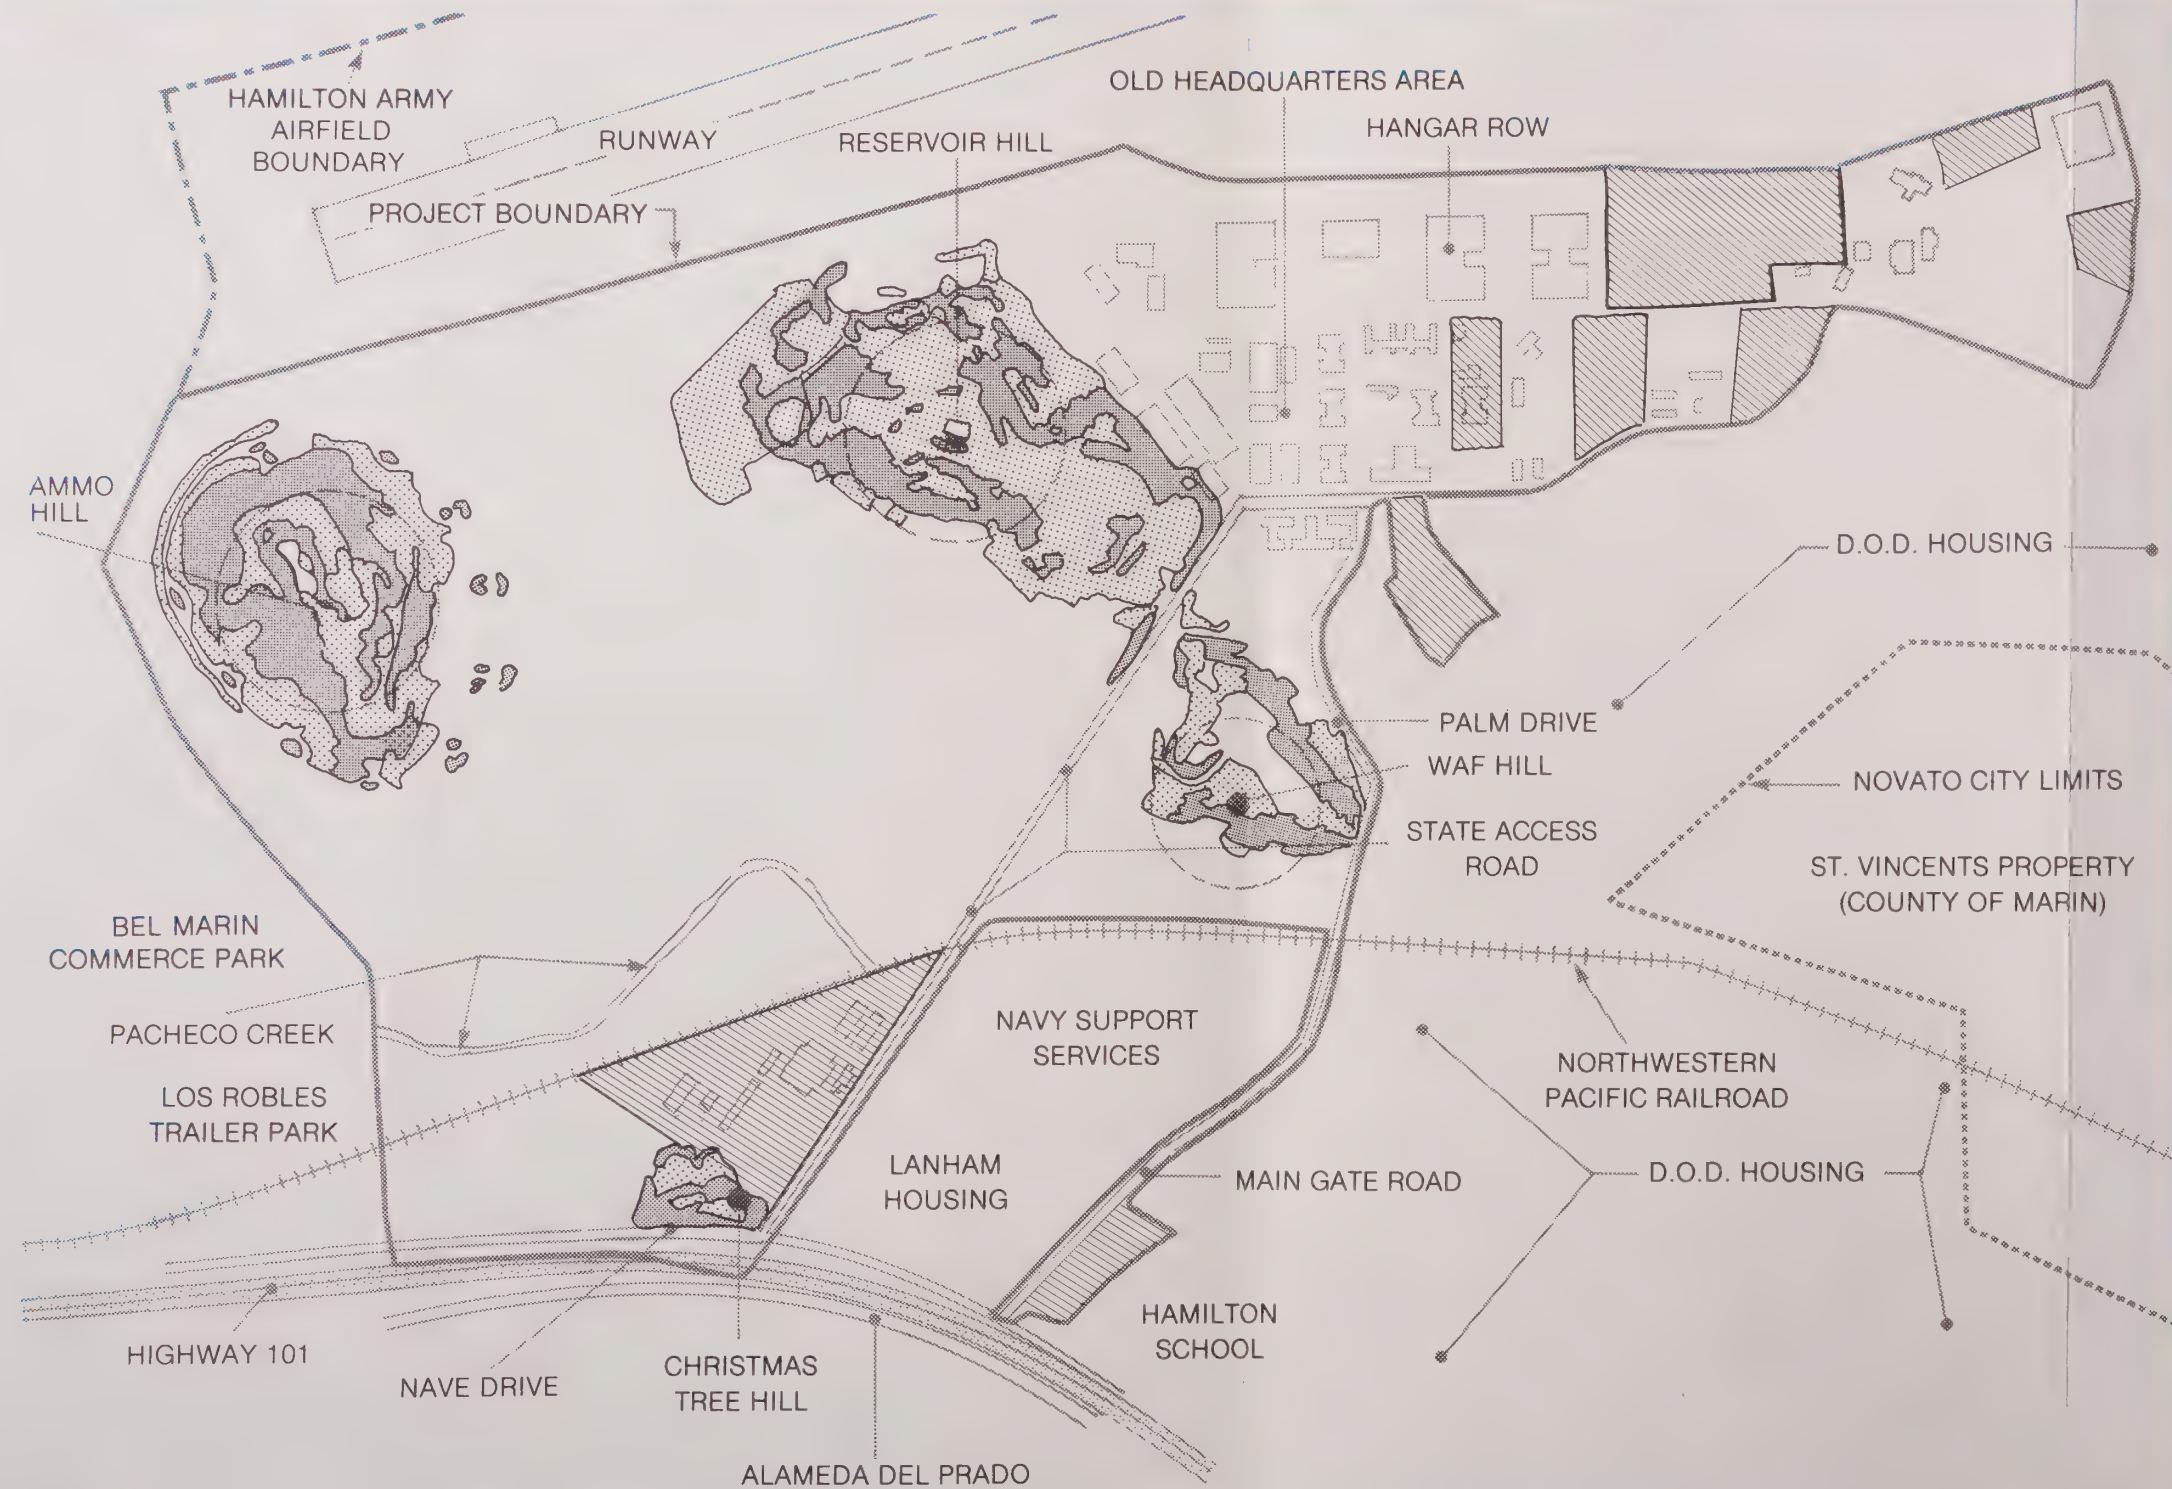 HAMILTON ARMY
AIRFIELD
BOUNDARY
RUNWAY
PROJECT BOUNDARY
RESERVOIR HILL
OLD HEADQUARTERS AREA
HANGAR ROW
AMMO
HILL
D.O.D. HOUSING
PALM DRIVE
WAF HILL
STATE ACCESS
ROAD
NOVATO CITY LIMITS
ST. VINCENTS PROPERTY
(COUNTY OF MARIN)
BEL MARIN
COMMERCE PARK
PACHECO CREEK
LOS ROBLES
TRAILER PARK
NAVY SUPPORT
SERVICES
NORTHWESTERN
PACIFIC RAILROAD
LANHAM
HOUSING
MAIN GATE ROAD
D.O.D. HOUSING
HAMILTON
SCHOOL
HIGHWAY 101
NAVE DRIVE
CHRISTMAS
TREE HILL
ALAMEDA DEL PRADO